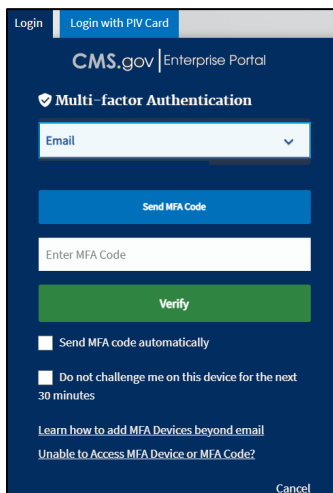 Login Login with PIV Card
CMS.gov Enterprise Portal
Multi-factor Authentication
Email
Send MFA Code
Enter MFA Code
Verify
Send MFA code automatically
Do not challenge me on this device for the next
30 minutes
Learn how to add MFA Devices beyond email
Unable to Access MFA Device or MFA Code?
Cancel